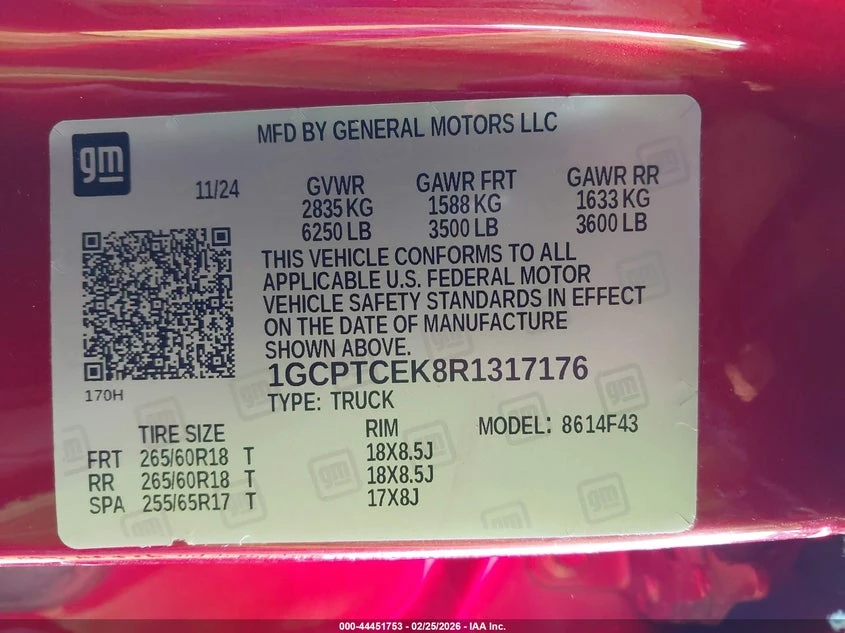 MFD BY GENERAL MOTORS LLC
gm
11/24
GVWR GAWR FRT GAWR RR
2835 KG 1588 KG 1633 KG
6250 LB 3500 LB 3600 LB
THIS VEHICLE CONFORMS TO ALL
APPLICABLE U.S. FEDERAL MOTOR
VEHICLE SAFETY STANDARDS IN EFFECT
ON THE DATE OF MANUFACTURE
SHOWN ABOVE.
1GCPTCEK8R1317176
170H
TYPE: TRUCK
TIRE SIZE RIM MODEL: 8614F43
FRT 265/60R18 T 18X8.5J
RR 265/60R18 T 18X8.5J
SPA 255/65R17 T 17X8J
000-44451753 - 02/25/2026 - IAA Inc.